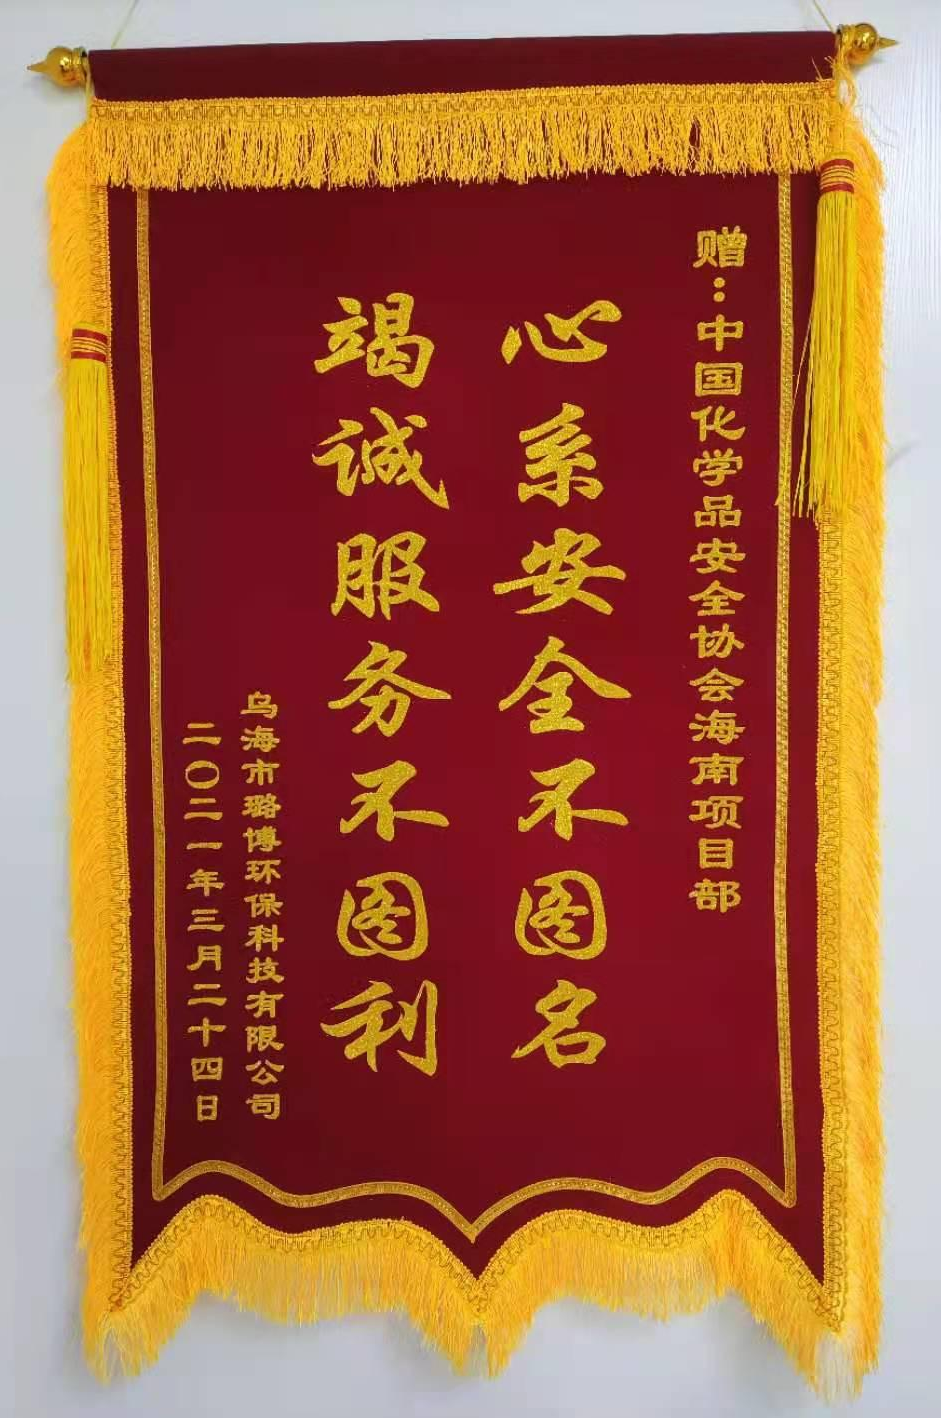 赠:中国化学品安全协会海南项目部
心系安全不图名
竭诚服务不图利
乌海市璐博环保科技有限公司
二〇二一年三月二十四日